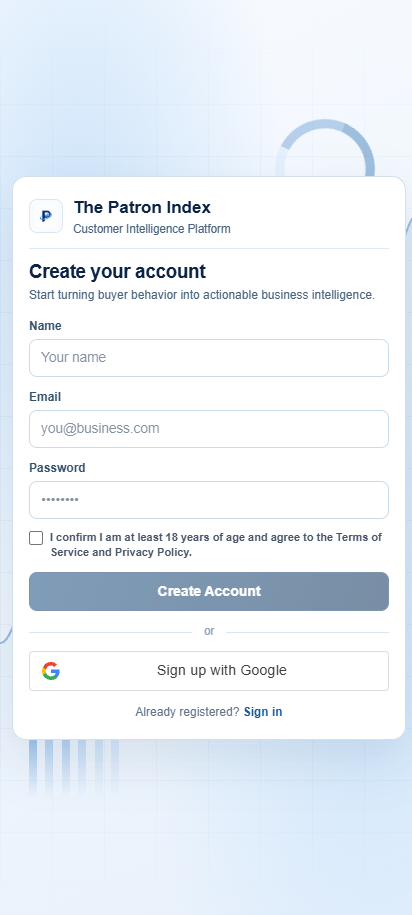 P
The Patron Index
Customer Intelligence Platform
Create your account
Start turning buyer behavior into actionable business intelligence.
Name
Your name
Email
you@business.com
Password
••••••••
I confirm I am at least 18 years of age and agree to the Terms of
Service and Privacy Policy.
Create Account
or
Sign up with Google
Already registered? Sign in